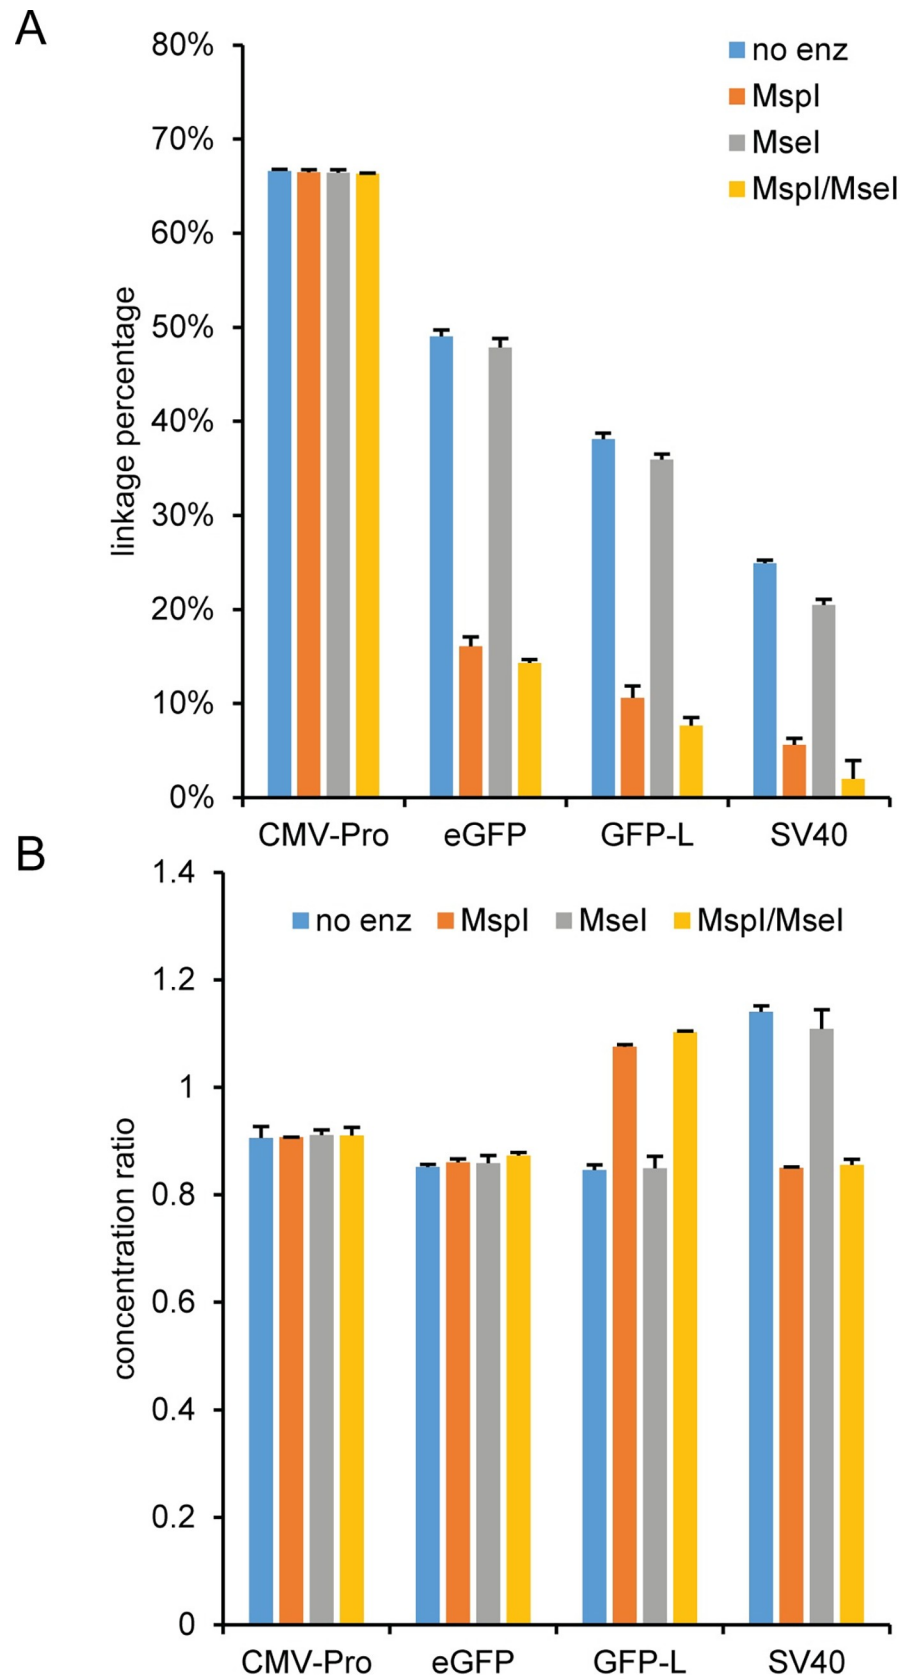 A
80%
70%
60%
50%
40%
30%
20%
10%
0%
linkage percentage
no enz
MspI
MseI
MspI/MseI
CMV-Pro eGFP GFP-L SV40
B
1.4
1.2
1
0.8
0.6
0.4
0.2
0
concentration ratio
no enz MspI MseI MspI/MseI
CMV-Pro eGFP GFP-L SV40